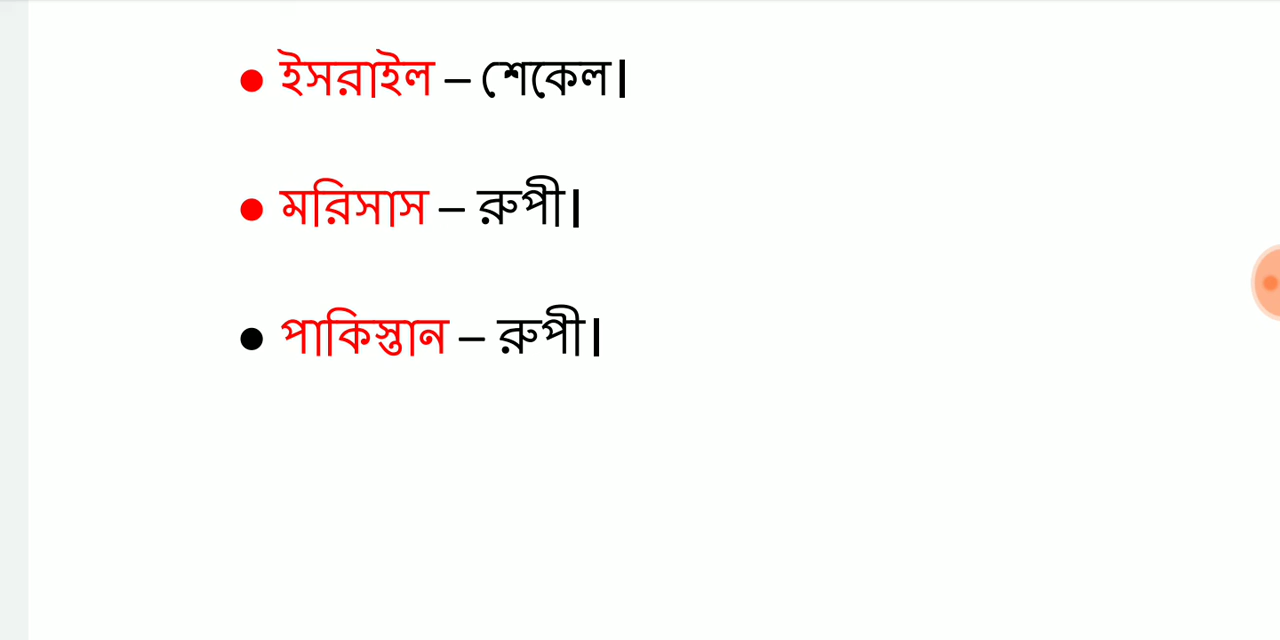 ● ইসরাইল – শেকেল।
● মরিসাস – রুপী।
● পাকিস্তান – রুপী।